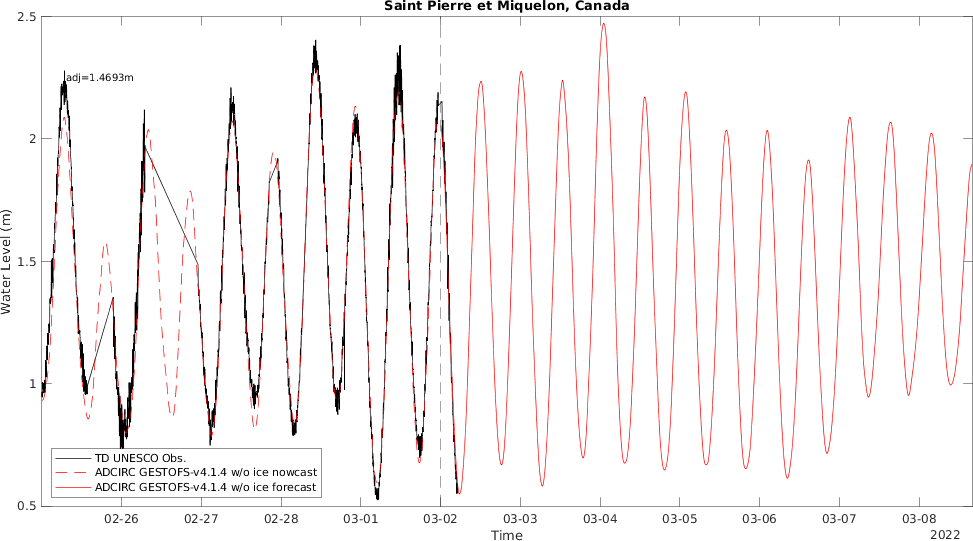 Saint Pierre et Miquelon, Canada
2.5
2
1.5
1
0.5
Water Level (m)
adj=1.4693m
TD UNESCO Obs.
ADCIRC GESTOFS-v4.1.4 w/o ice nowcast
ADCIRC GESTOFS-v4.1.4 w/o ice forecast
02-26 02-27 02-28 03-01 03-02 03-03 03-04 03-05 03-06 03-07 03-08
Time
2022